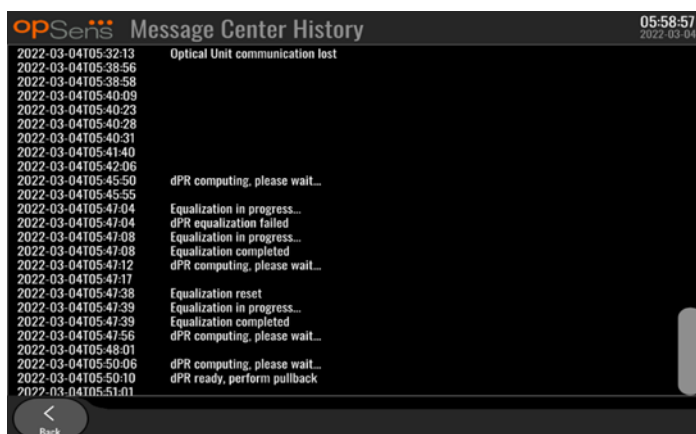 opSens Message Center History 05:58:57
2022-03-04
2022-03-04T05:32:13 Optical Unit communication lost
2022-03-04T05:38:56
2022-03-04T05:38:58
2022-03-04T05:40:09
2022-03-04T05:40:23
2022-03-04T05:40:28
2022-03-04T05:40:31
2022-03-04T05:41:40
2022-03-04T05:42:06
2022-03-04T05:45:50 dPR computing, please wait...
2022-03-04T05:45:55
2022-03-04T05:47:04 Equalization in progress...
2022-03-04T05:47:04 dPR equalization failed
2022-03-04T05:47:08 Equalization in progress...
2022-03-04T05:47:08 Equalization completed
2022-03-04T05:47:12 dPR computing, please wait...
2022-03-04T05:47:17
2022-03-04T05:47:38 Equalization reset
2022-03-04T05:47:39 Equalization in progress...
2022-03-04T05:47:39 Equalization completed
2022-03-04T05:47:56 dPR computing, please wait...
2022-03-04T05:48:01
2022-03-04T05:50:06 dPR computing, please wait...
2022-03-04T05:50:10 dPR ready, perform pullback
2022-03-04T05:51:01
Back